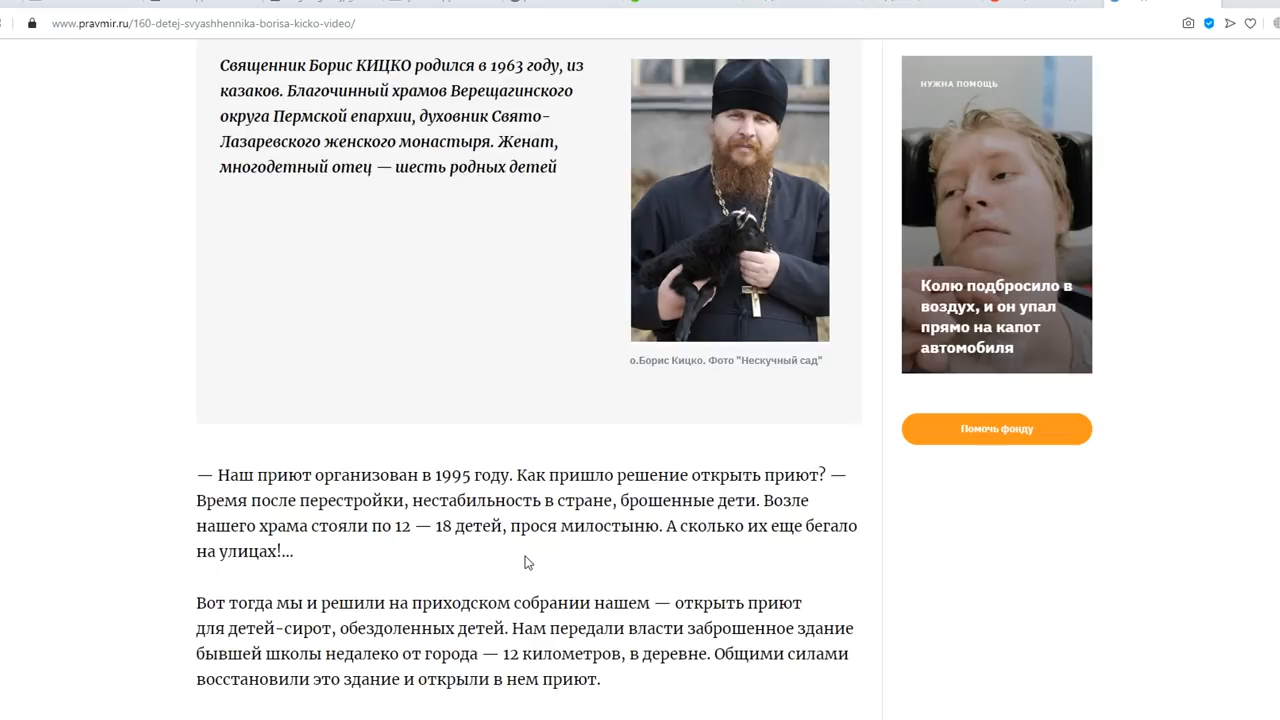 www.pravmir.ru/160-detej-svyashhennika-borisa-kicko-video/
Священник Борис КИЦКО родился в 1963 году, из
казаков. Благочинный храмов Верещагинского
округа Пермской епархии, духовник Свято-
Лазаревского женского монастыря. Женат,
многодетный отец — шесть родных детей
о.Борис Кицко. Фото "Нескучный сад"
НУЖНА ПОМОЩЬ
Колю подбросило в
воздух, и он упал
прямо на капот
автомобиля
Помочь фонду
— Наш приют организован в 1995 году. Как пришло решение открыть приют? —
Время после перестройки, нестабильность в стране, брошенные дети. Возле
нашего храма стояли по 12 — 18 детей, прося милостыню. А сколько их еще бегало
на улицах!...
Вот тогда мы и решили на приходском собрании нашем — открыть приют
для детей-сирот, обездоленных детей. Нам передали власти заброшенное здание
бывшей школы недалеко от города — 12 километров, в деревне. Общими силами
восстановили это здание и открыли в нем приют.